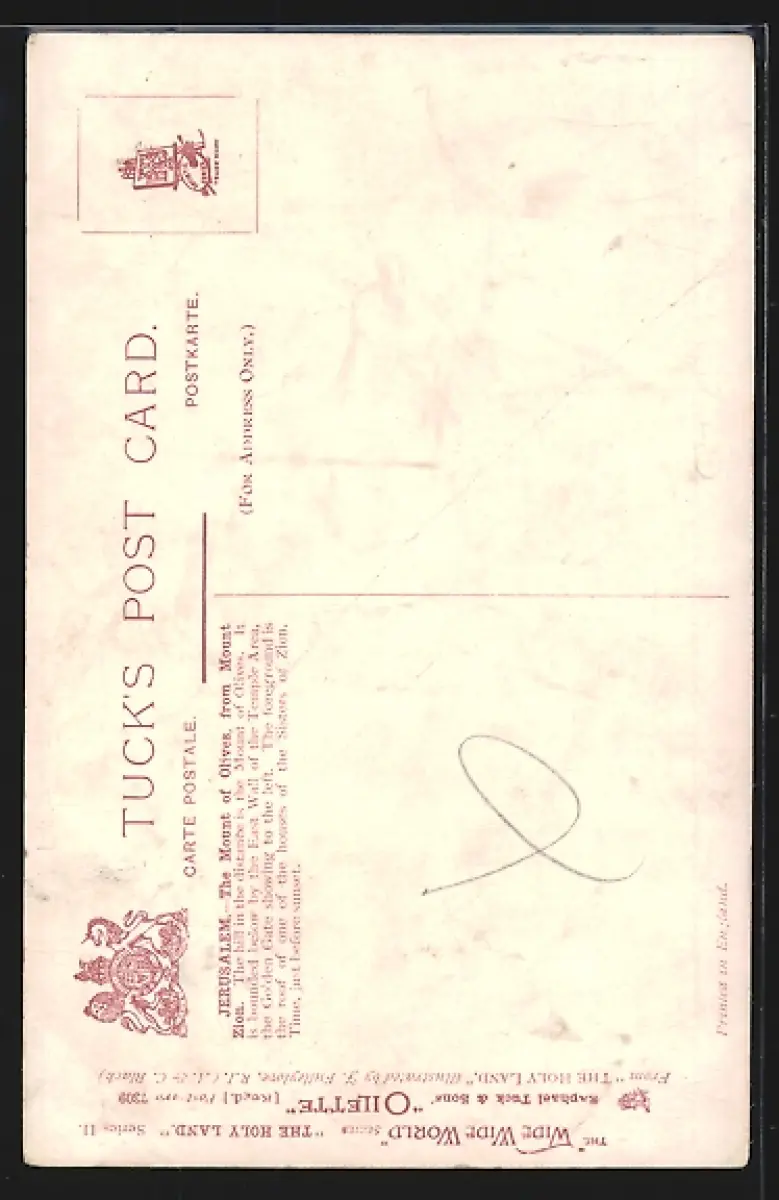 TUCK'S POST CARD.
CARTE POSTALE.
POSTKARTE.
(FOR ADDRESS ONLY.)
JERUSALEM.—The Mount of Olives, from Mount
Zion. The hill in the distance is the Mount of Olives. It
is bounded below by the East Wall of the Temple Area,
the Golden Gate showing to the left. The foreground is
the roof of one of the houses of the Sisters of Zion.
Time, just before sunset.
THE "WIDE WIDE WORLD" Series "THE HOLY LAND." Series II.
Raphael Tuck & Sons' "OILETTE" [Regd.] Post card 7309
From "THE HOLY LAND," illustrated by J. Fulleylove, R.I. (A. & C. Black)
Printed in England.